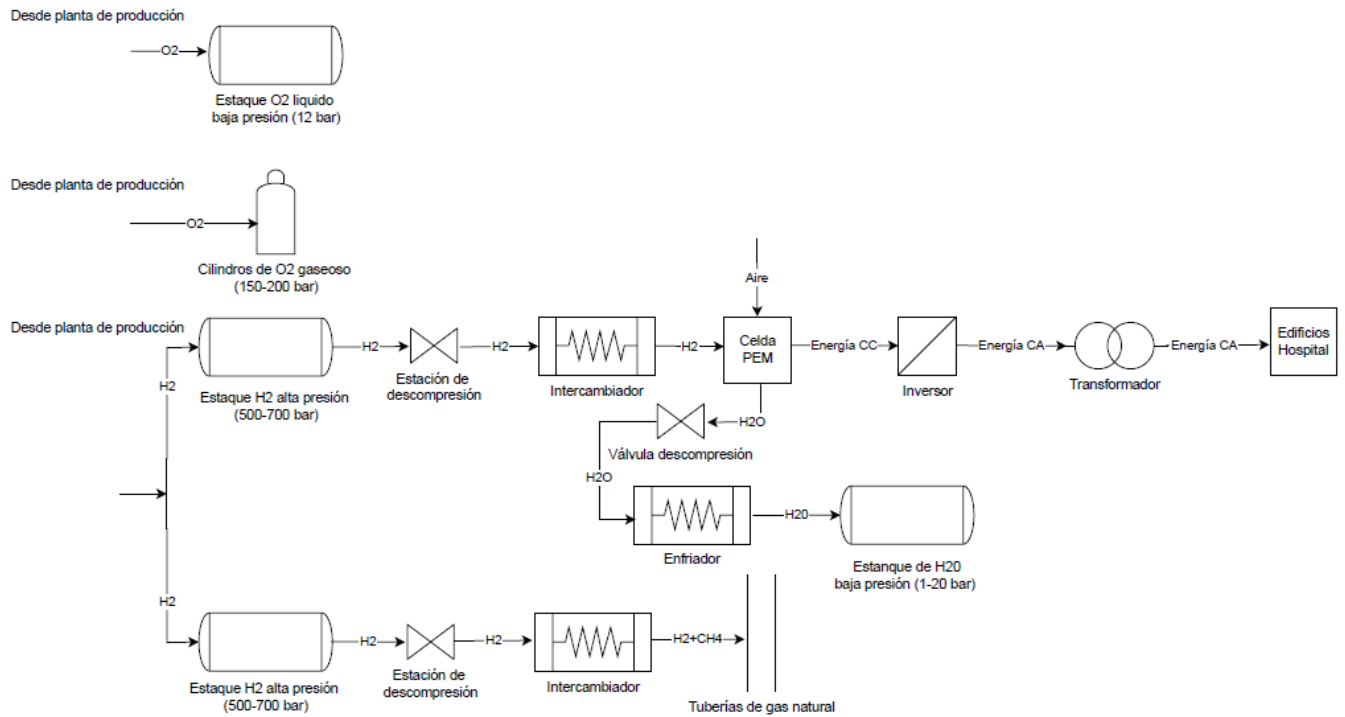 Desde planta de producción
O2
Estaque O2 liquido
baja presión (12 bar)
Desde planta de producción
O2
Cilindros de O2 gaseoso
(150-200 bar)
Aire
Desde planta de producción
H2
Estaque H2 alta presión
(500-700 bar)
H2
Estación de
descompresión
H2
Intercambiador
H2
Celda
PEM
Energía CC
Inversor
Energía CA
Transformador
Energía CA
Edificios
Hospital
H2O
Válvula descompresión
H2O
Enfriador
H20
Estanque de H20
baja presión (1-20 bar)
H2
Estaque H2 alta presión
(500-700 bar)
H2
Estación de
descompresión
H2
Intercambiador
H2+CH4
Tuberías de gas natural